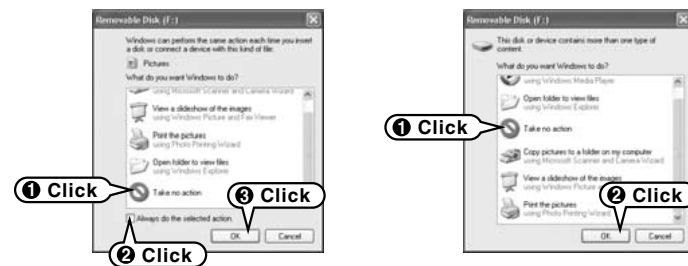 Removable Disk (F:)
Windows can perform the same action each time you insert
a disk or connect a device with this kind of file:
Pictures
What do you want Windows to do?
using Microsoft Scanner and Camera Wizard
View a slideshow of the images
using Windows Picture and Fax Viewer
Print the pictures
using Photo Printing Wizard
Open folder to view files
using Windows Explorer
Take no action
❶ Click
Always do the selected action.
❷ Click
❸ Click
OK
Cancel
Removable Disk (F:)
This disk or device contains more than one type of
content.
What do you want Windows to do?
using Windows Media Player
Open folder to view files
using Windows Explorer
Take no action
❶ Click
Copy pictures to a folder on my computer
using Microsoft Scanner and Camera Wizard
View a slideshow of the images
using Windows Picture
Print the pictures
using Photo Printing Wizard
❷ Click
OK
Cancel